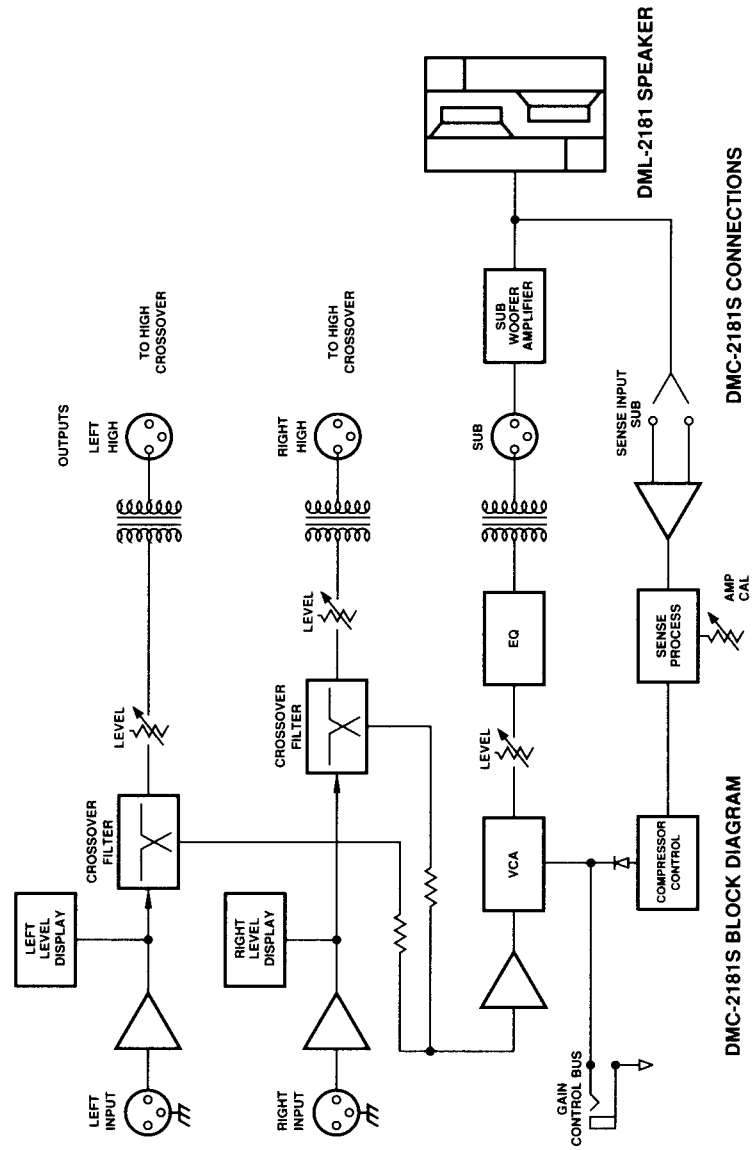 LEFT
INPUT
LEFT
LEVEL
DISPLAY
CROSSOVER
FILTER
LEVEL
OUTPUTS
LEFT
HIGH
TO HIGH
CROSSOVER
RIGHT
INPUT
RIGHT
LEVEL
DISPLAY
CROSSOVER
FILTER
LEVEL
RIGHT
HIGH
TO HIGH
CROSSOVER
VCA
LEVEL
EQ
SUB
SUB
WOOFER
AMPLIFIER
DML-2181 SPEAKER
GAIN
CONTROL BUS
COMPRESSOR
CONTROL
SENSE
PROCESS
AMP
CAL
SENSE INPUT
SUB
DMC-2181S BLOCK DIAGRAM
DMC-2181S CONNECTIONS